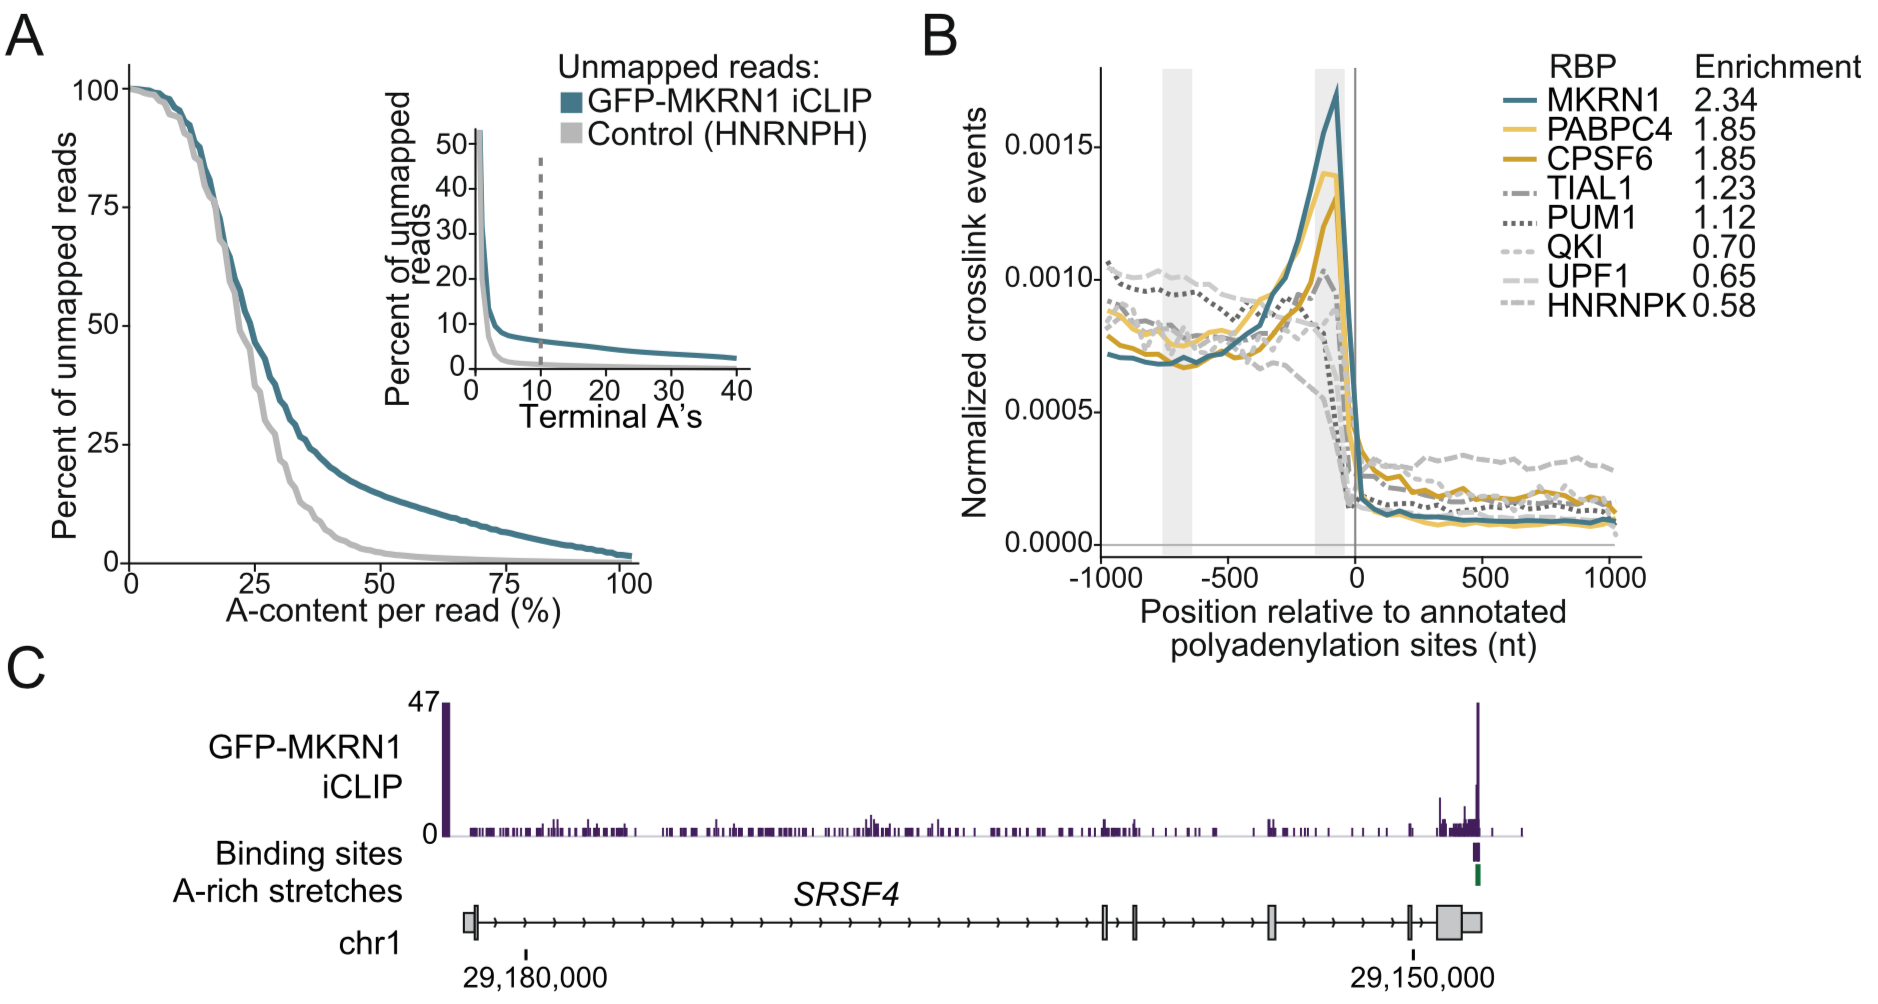 A
Percent of unmapped reads
100
75
50
25
0
0
25
50
75
100
A-content per read (%)
Unmapped reads:
GFP-MKRN1 iCLIP
Control (HNRNPH)
Percent of unmapped
reads
50
40
30
20
10
0
0
10
20
30
40
Terminal A's
B
Normalized crosslink events
0.0015
0.0010
0.0005
0.0000
-1000
-500
0
500
1000
Position relative to annotated
polyadenylation sites (nt)
RBP Enrichment
MKRN1 2.34
PABPC4 1.85
CPSF6 1.85
TIAL1 1.23
PUM1 1.12
QKI 0.70
UPF1 0.65
HNRNPK 0.58
C
47
GFP-MKRN1
iCLIP
0
Binding sites
A-rich stretches
SRSF4
chr1
29,180,000
29,150,000